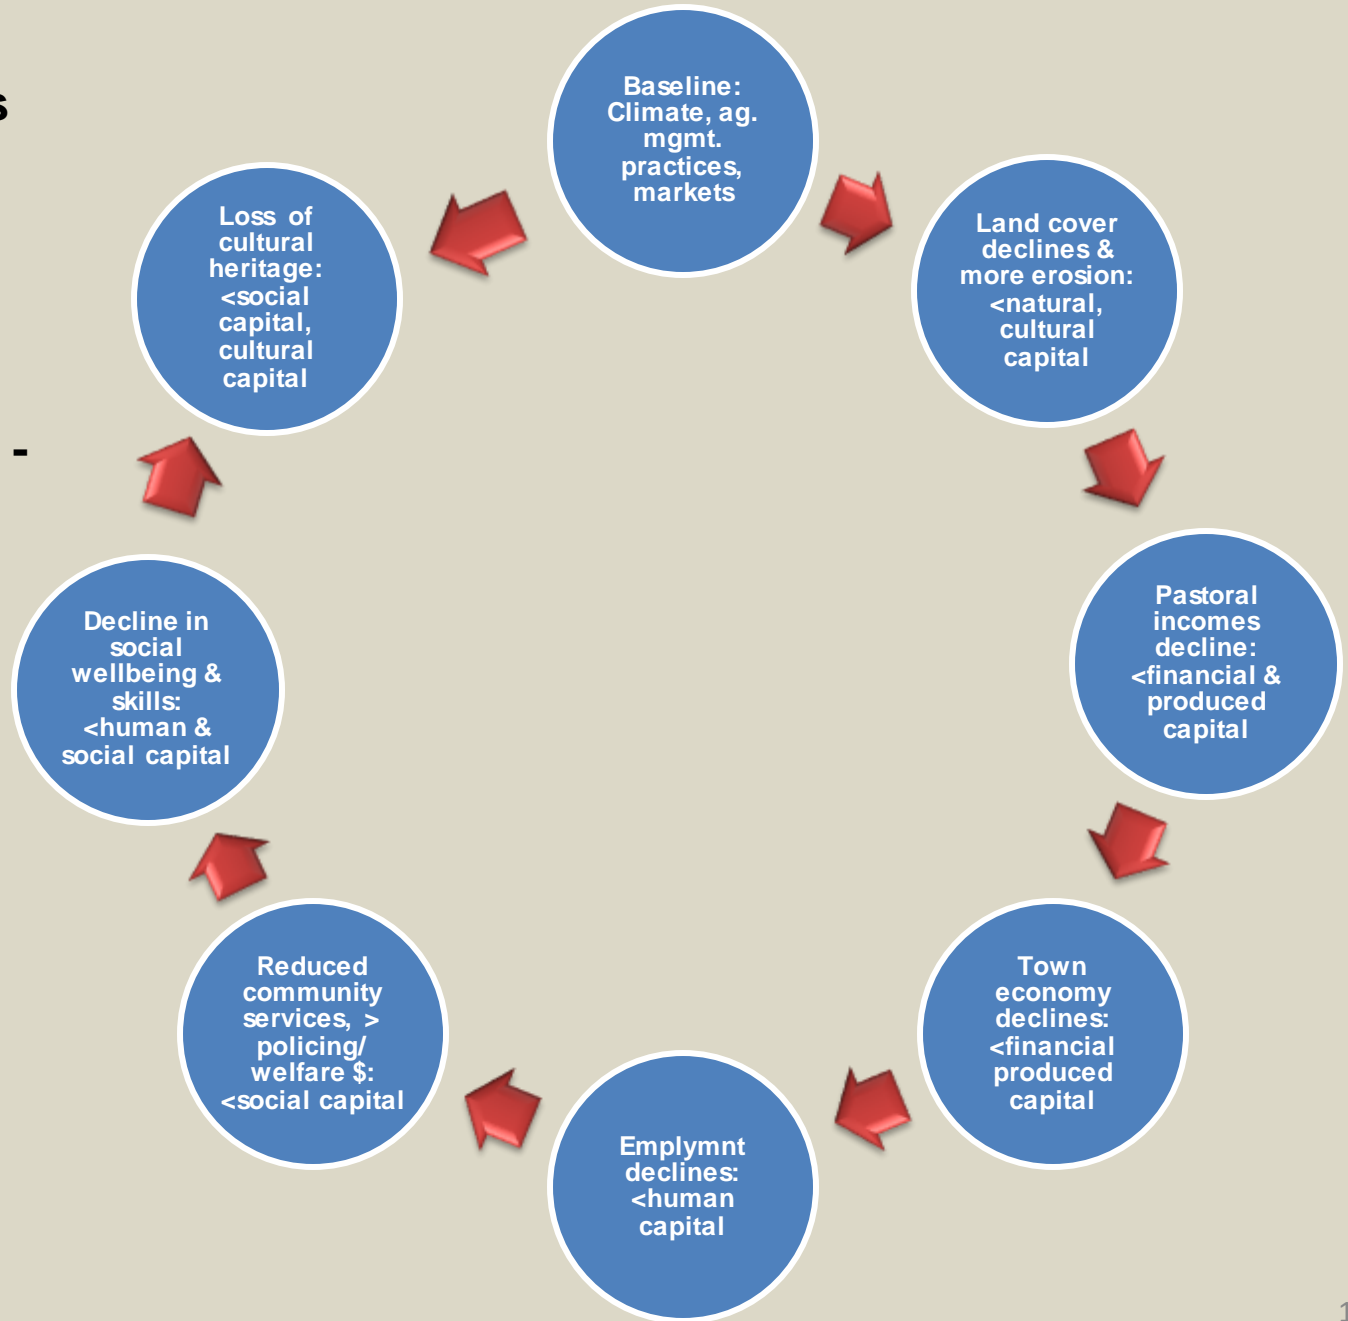 s
-
Baseline:
Climate, ag.
mgmt.
practices,
markets
Land cover
declines &
more erosion:
<natural,
cultural
capital
Pastoral
incomes
decline:
<financial &
produced
capital
Town
economy
declines:
<financial
produced
capital
Emplymnt
declines:
<human
capital
Reduced
community
services, >
policing/
welfare $:
<social capital
Decline in
social
wellbeing &
skills:
<human &
social capital
Loss of
cultural
heritage:
<social
capital,
cultural
capital
1